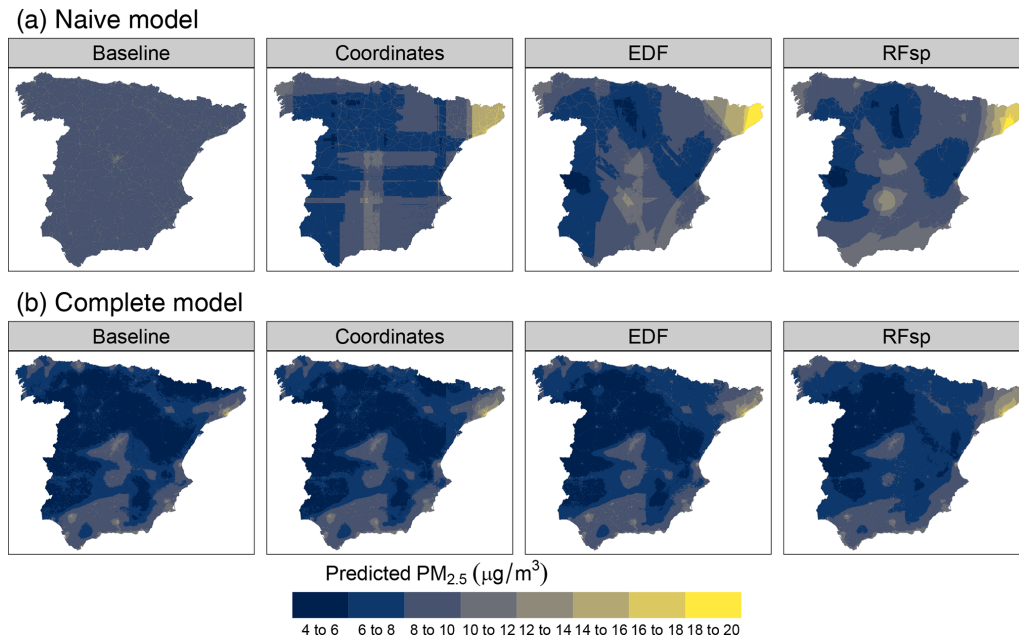 (a) Naive model
Baseline Coordinates EDF RFsp
(b) Complete model
Baseline Coordinates EDF RFsp
Predicted PM₂.₅ (μg/m³)
4 to 6 6 to 8 8 to 10 10 to 12 12 to 14 14 to 16 16 to 18 18 to 20